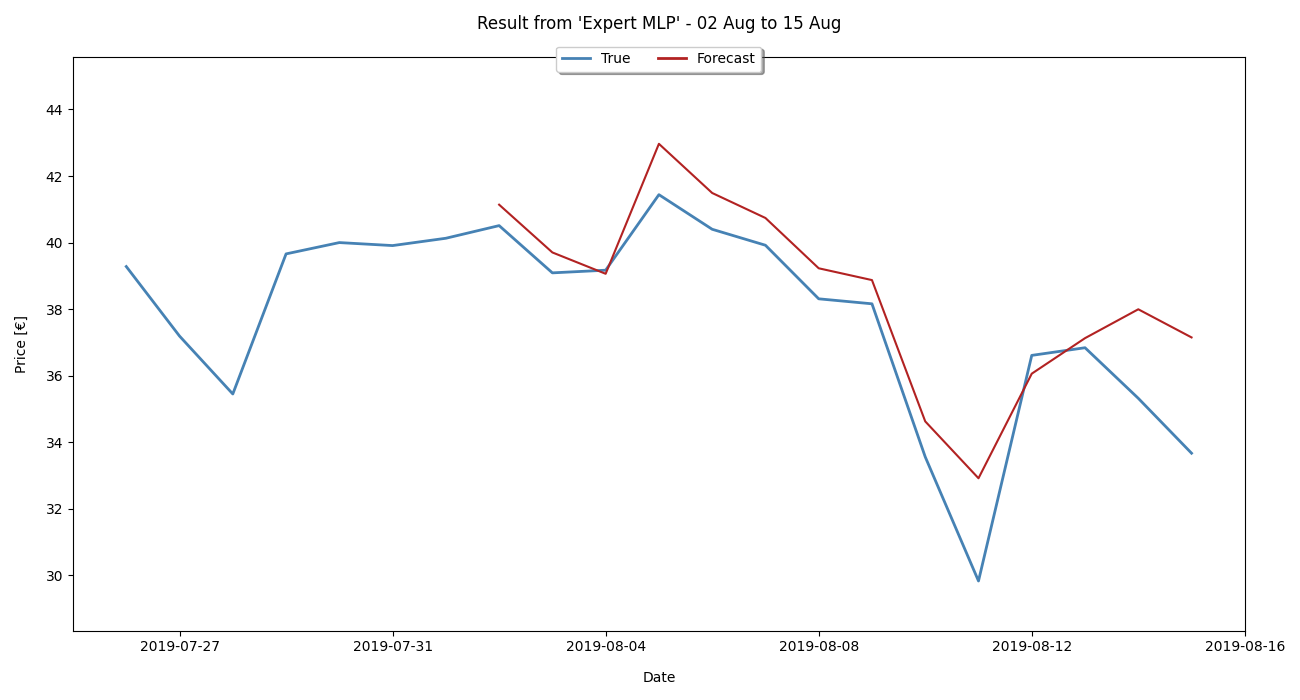 Result from 'Expert MLP' - 02 Aug to 15 Aug
True Forecast
44
42
40
38
36
34
32
30
Price [€]
2019-07-27 2019-07-31 2019-08-04 2019-08-08 2019-08-12 2019-08-16
Date